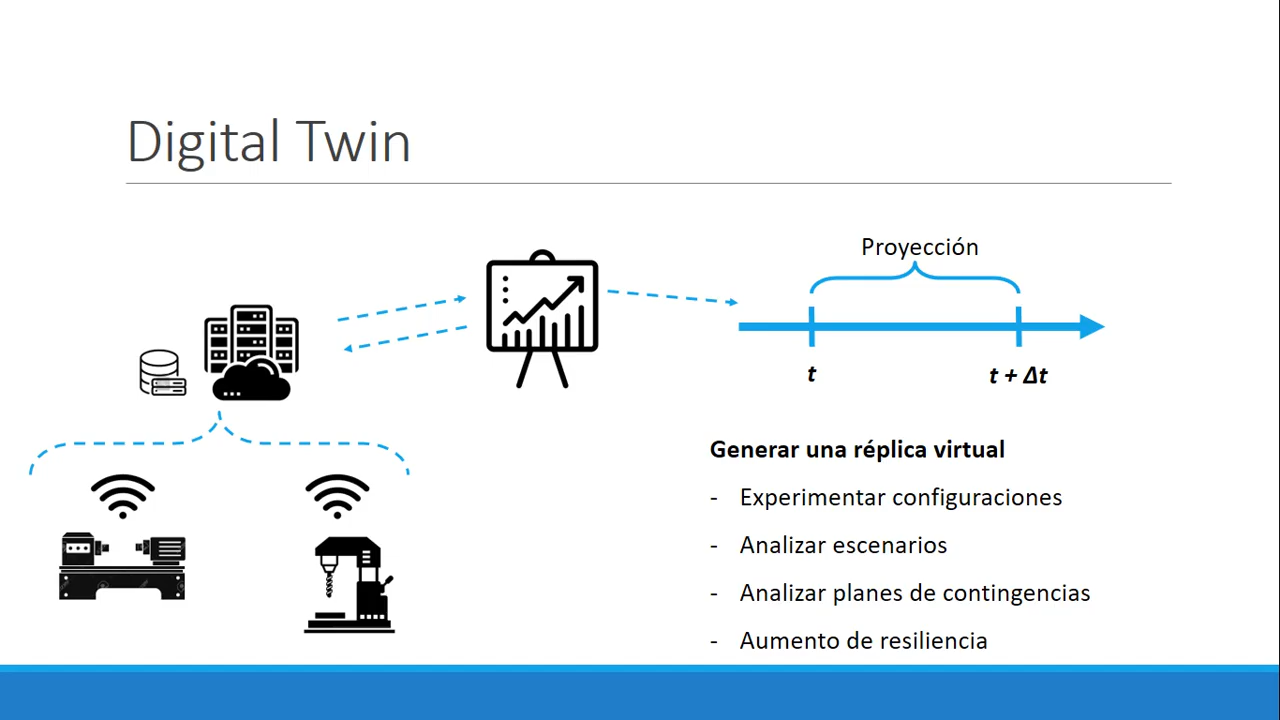 Digital Twin
Proyección
t
t + Δt
Generar una réplica virtual
- Experimentar configuraciones
- Analizar escenarios
- Analizar planes de contingencias
- Aumento de resiliencia